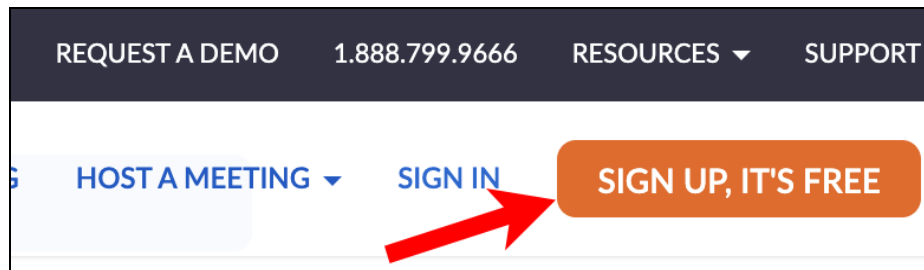 REQUEST A DEMO 1.888.799.9666 RESOURCES SUPPORT
HOST A MEETING SIGN IN SIGN UP, IT'S FREE